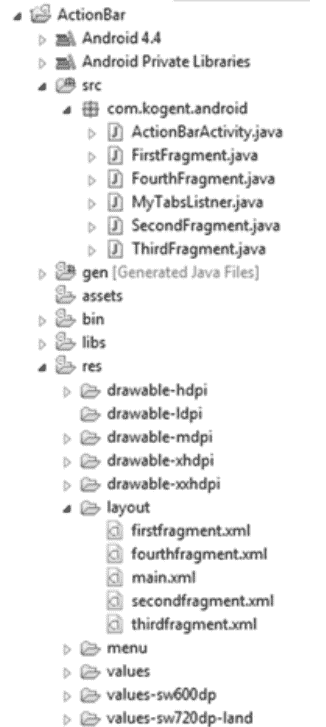 ActionBar
Android 4.4
Android Private Libraries
src
com.kogent.android
ActionBarActivity.java
FirstFragment.java
FourthFragment.java
MyTabsListner.java
SecondFragment.java
ThirdFragment.java
gen [Generated Java Files]
assets
bin
libs
res
drawable-hdpi
drawable-ldpi
drawable-mdpi
drawable-xhdpi
drawable-xxhdpi
layout
firstfragment.xml
fourthfragment.xml
main.xml
secondfragment.xml
thirdfragment.xml
menu
values
values-sw600dp
values-sw720dp-land